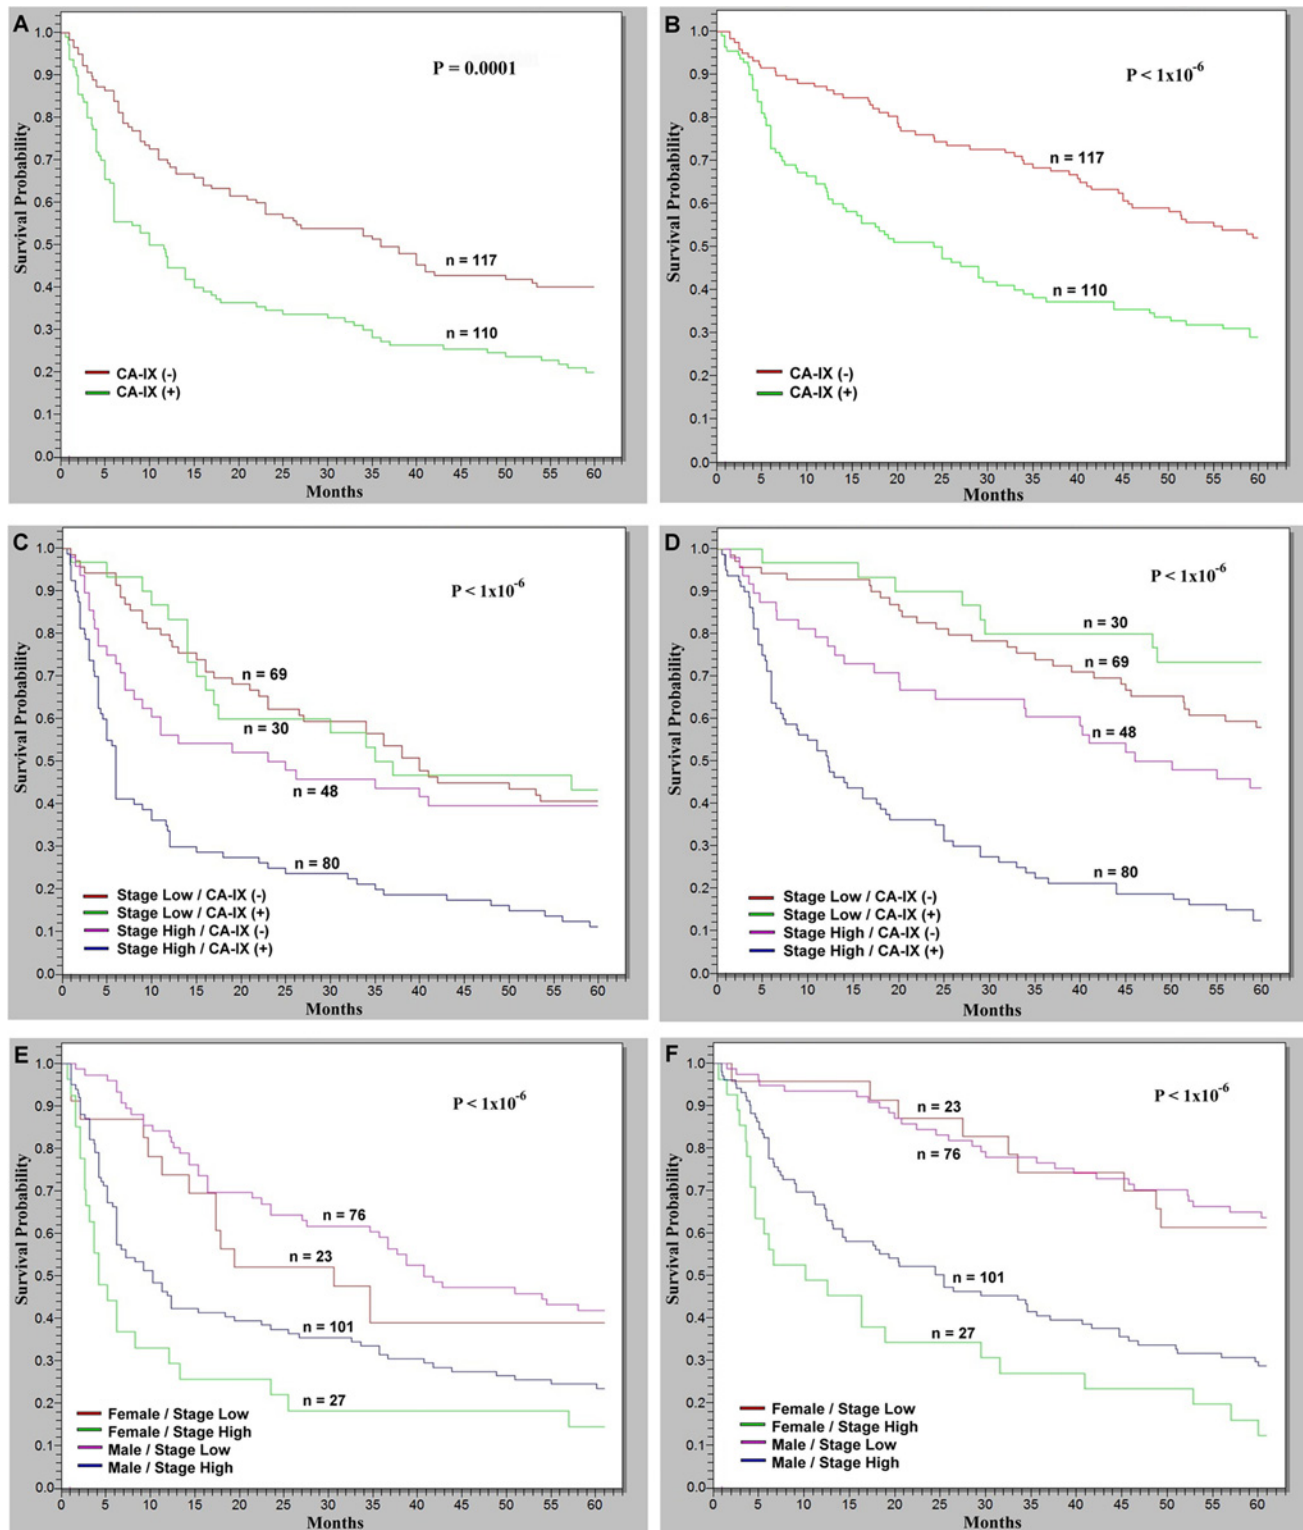 A
P = 0.0001
Survival Probability
1.0
0.9
0.8
0.7
0.6
0.5
0.4
0.3
0.2
0.1
0.0
n = 117
n = 110
CA-IX (-)
CA-IX (+)
0 5 10 15 20 25 30 35 40 45 50 55 60
Months
B
P < 1x10⁻⁶
Survival Probability
1.0
0.9
0.8
0.7
0.6
0.5
0.4
0.3
0.2
0.1
0.0
n = 117
n = 110
CA-IX (-)
CA-IX (+)
0 5 10 15 20 25 30 35 40 45 50 55 60
Months
C
P < 1x10⁻⁶
Survival Probability
1.0
0.9
0.8
0.7
0.6
0.5
0.4
0.3
0.2
0.1
0.0
n = 69
n = 30
n = 48
n = 80
Stage Low / CA-IX (-)
Stage Low / CA-IX (+)
Stage High / CA-IX (-)
Stage High / CA-IX (+)
0 5 10 15 20 25 30 35 40 45 50 55 60
Months
D
P < 1x10⁻⁶
Survival Probability
1.0
0.9
0.8
0.7
0.6
0.5
0.4
0.3
0.2
0.1
0.0
n = 30
n = 69
n = 48
n = 80
Stage Low / CA-IX (-)
Stage Low / CA-IX (+)
Stage High / CA-IX (-)
Stage High / CA-IX (+)
0 5 10 15 20 25 30 35 40 45 50 55 60
Months
E
P < 1x10⁻⁶
Survival Probability
1.0
0.9
0.8
0.7
0.6
0.5
0.4
0.3
0.2
0.1
0.0
n = 76
n = 23
n = 101
n = 27
Female / Stage Low
Female / Stage High
Male / Stage Low
Male / Stage High
0 5 10 15 20 25 30 35 40 45 50 55 60
Months
F
P < 1x10⁻⁶
Survival Probability
1.0
0.9
0.8
0.7
0.6
0.5
0.4
0.3
0.2
0.1
0.0
n = 23
n = 76
n = 101
n = 27
Female / Stage Low
Female / Stage High
Male / Stage Low
Male / Stage High
0 5 10 15 20 25 30 35 40 45 50 55 60
Months